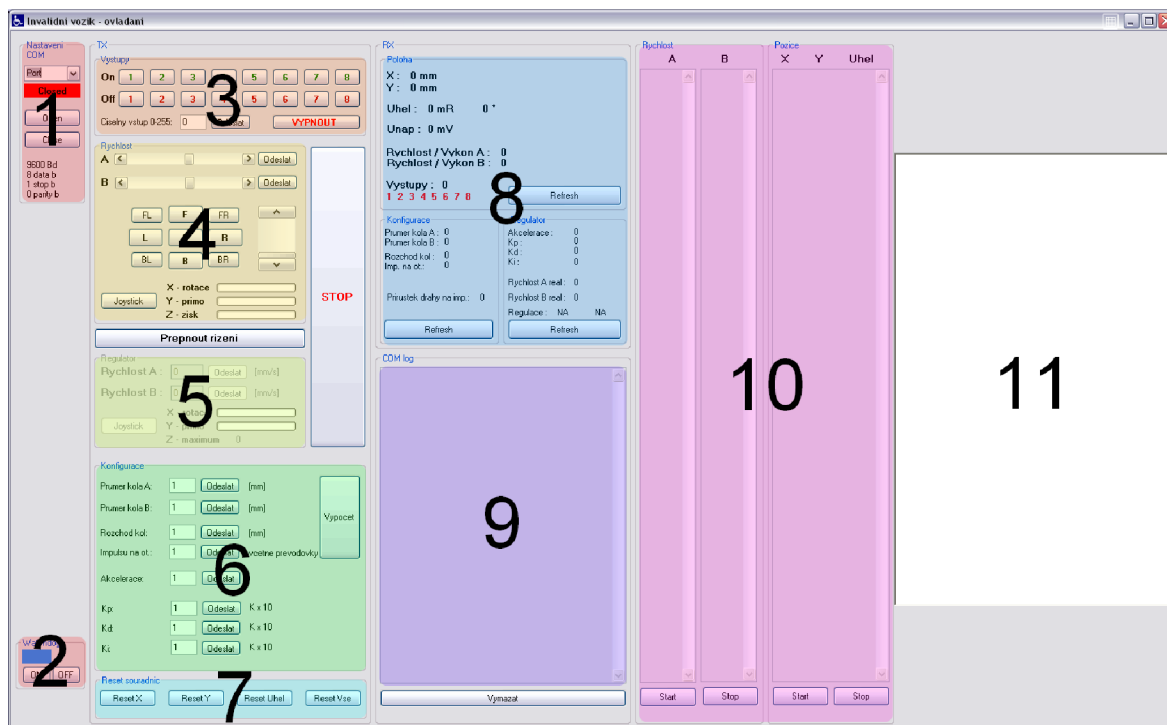 Invalidni vozik - ovladani
Nastaveni
COM
Port
Closed
Close
9600 Bd
8 data b
1 stop b
0 parity b
1
2
OFF
TX
Vystupy
On 1 2 3 5 6 7 8
Off 1 2 3 5 6 7 8
Ciselny vstup 0-255: 0 Odeslat VYPNOUT
3
Rychlost
A Odeslat
B Odeslat
FL F FR
L R
BL B BR
4
X - rotace
Joystick Y - primo
Z - zisk
STOP
Prepnout rizeni
Regulator
Rychlost A : 0 Odeslat [mm/s]
Rychlost B : 0 Odeslat [mm/s]
5
X - rotace
Joystick Y - primo
Z - maximum 0
Konfigurace
Prumer kola A: 1 Odeslat [mm]
Prumer kola B: 1 Odeslat [mm]
Vypocet
Rozchod kol: 1 Odeslat [mm]
Impulsu na ot.: 1 Odeslat vcetne prevodovky
6
Akcelerace: 1 Odeslat
Kp: 1 Odeslat K x 10
Kd: 1 Odeslat K x 10
Ki: 1 Odeslat K x 10
Reset souradnic
Reset X Reset Y Reset Uhel Reset Vse
7
RX
Poloha
X : 0 mm
Y : 0 mm
Uhel : 0 mR 0 °
Unap : 0 mV
Rychlost / Vykon A : 0
Rychlost / Vykon B : 0
Vystupy : 0
1 2 3 4 5 6 7 8 Refresh
8
Konfigurace
Prumer kola A : 0
Prumer kola B : 0
Rozchod kol : 0
Imp. na ot.: 0
Prirustek drahy na imp.: 0
Refresh
Regulator
Akcelerace : 0
Kp : 0
Kd : 0
Ki : 0
Rychlost A real : 0
Rychlost B real : 0
Regulace : NA NA
Refresh
COM log
9
Vymazat
Rychlost
A B
Start Stop
Pozice
X Y Uhel
Start Stop
10
11